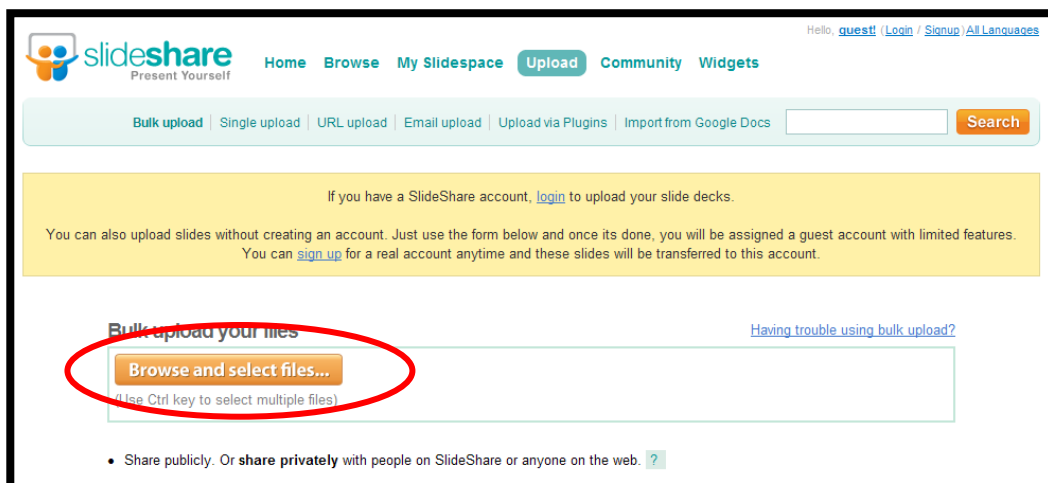 Hello, guest! (Login / Signup) All Languages
slideshare
Present Yourself
Home Browse My Slidespace Upload Community Widgets
Bulk upload | Single upload | URL upload | Email upload | Upload via Plugins | Import from Google Docs Search
If you have a SlideShare account, login to upload your slide decks.
You can also upload slides without creating an account. Just use the form below and once its done, you will be assigned a guest account with limited features.
You can sign up for a real account anytime and these slides will be transferred to this account.
Bulk upload your files Having trouble using bulk upload?
Browse and select files...
(Use Ctrl key to select multiple files)
• Share publicly. Or share privately with people on SlideShare or anyone on the web. ?